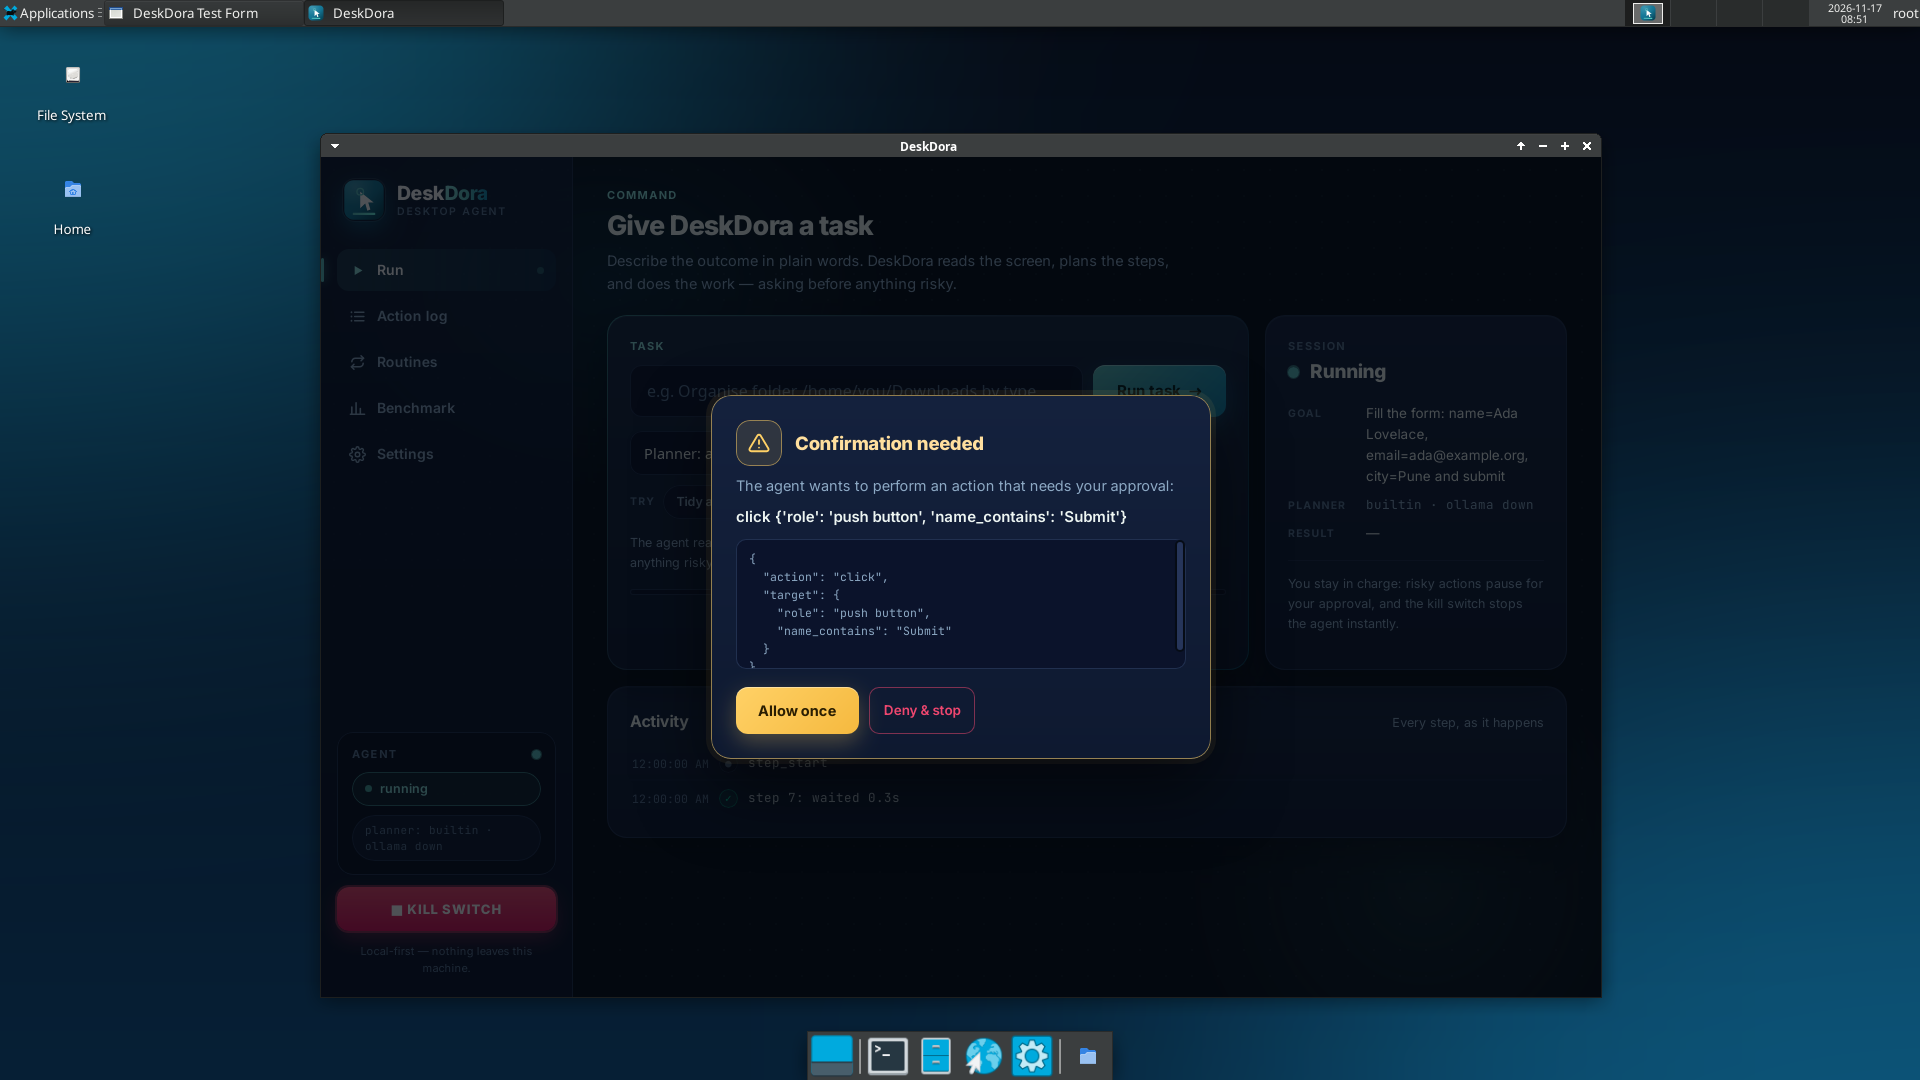 Applications
DeskDora Test Form
DeskDora
2026-11-17
08:51
root
File System
Home
DeskDora
DeskDora
DESKTOP AGENT
Run
Action log
Routines
Benchmark
Settings
AGENT
running
planner: builtin ·
ollama down
KILL SWITCH
Local-first — nothing leaves this
machine.
COMMAND
Give DeskDora a task
Describe the outcome in plain words. DeskDora reads the screen, plans the steps,
and does the work — asking before anything risky.
TASK
e.g. Organise folder /home/you/Downloads by type
Run task →
Planner:
TRY
Tidy
The agent
anything risky
SESSION
Running
GOAL
Fill the form: name=Ada
Lovelace,
email=ada@example.org,
city=Pune and submit
PLANNER
builtin · ollama down
RESULT
—
You stay in charge: risky actions pause for
your approval, and the kill switch stops
the agent instantly.
Confirmation needed
The agent wants to perform an action that needs your approval:
click {'role': 'push button', 'name_contains': 'Submit'}
{
"action": "click",
"target": {
"role": "push button",
"name_contains": "Submit"
}
}
Allow once
Deny & stop
Activity
Every step, as it happens
12:00:00 AM
step_start
12:00:00 AM
step 7: waited 0.3s